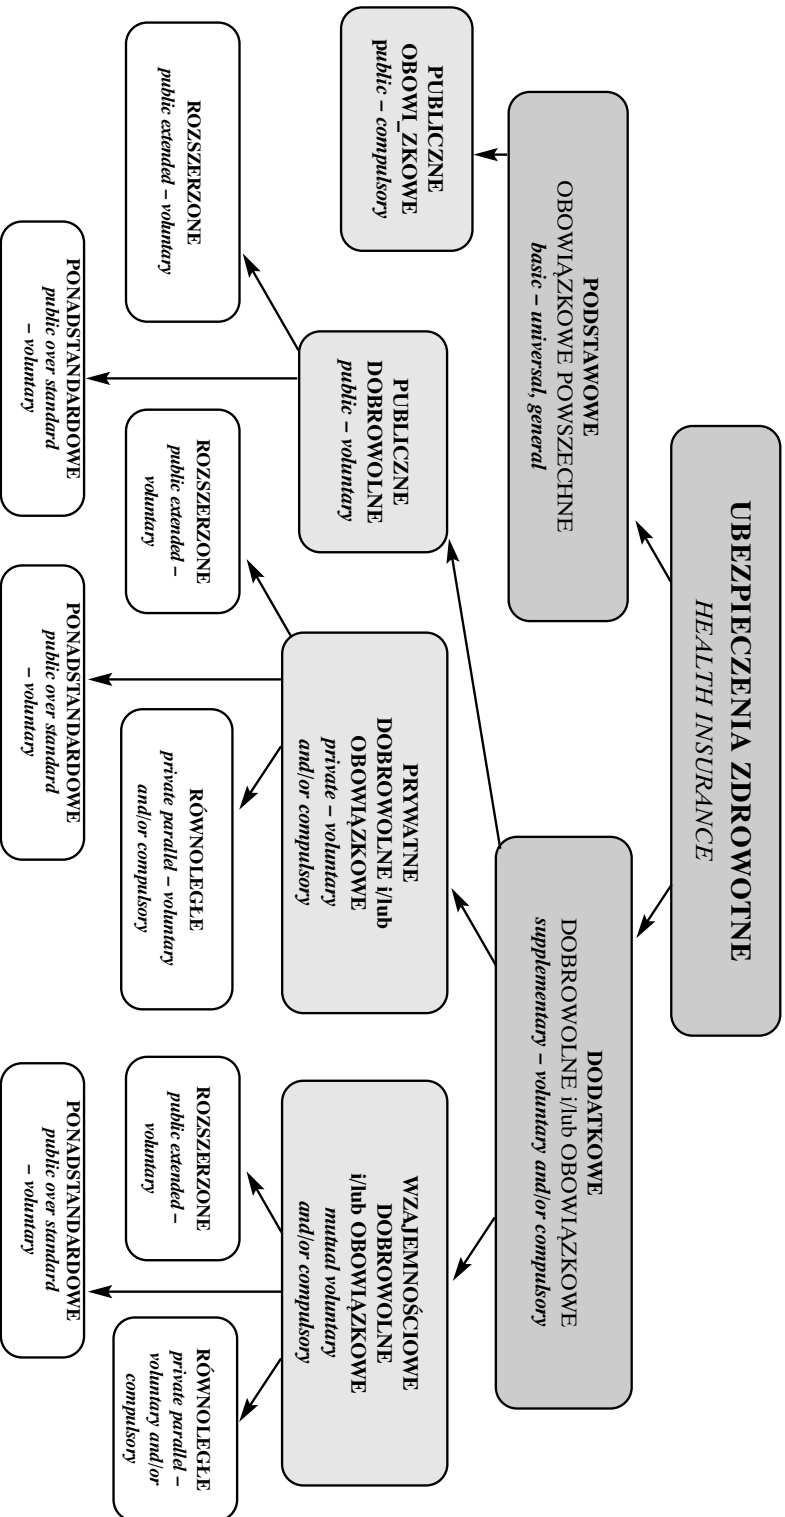 UBEZPIECZENIA ZDROWOTNE
HEALTH INSURANCE
PODSTAWOWE
OBOWIĄZKOWE POWSZECHNE
basic – universal, general
DODATKOWE
DOBROWOLNE i/lub OBOWIĄZKOWE
supplementary – voluntary and/or compulsory
PUBLICZNE
OBOWI_ZKOWE
public – compulsory
PUBLICZNE
DOBROWOLNE
public – voluntary
PRYWATNE
DOBROWOLNE i/lub
OBOWIĄZKOWE
private – voluntary
and/or compulsory
WZAJEMNOŚCIOWE
DOBROWOLNE
i/lub OBOWIĄZKOWE
mutual voluntary
and/or compulsory
ROZSZERZONE
public extended – voluntary
ROZSZERZONE
public extended –
voluntary
RÓWNOLEGŁE
private parallel – voluntary
and/or compulsory
ROZSZERZONE
public extended –
voluntary
RÓWNOLEGŁE
private parallel –
voluntary and/or
compulsory
PONADSTANDARDOWE
public over standard
– voluntary
PONADSTANDARDOWE
public over standard
– voluntary
PONADSTANDARDOWE
public over standard
– voluntary